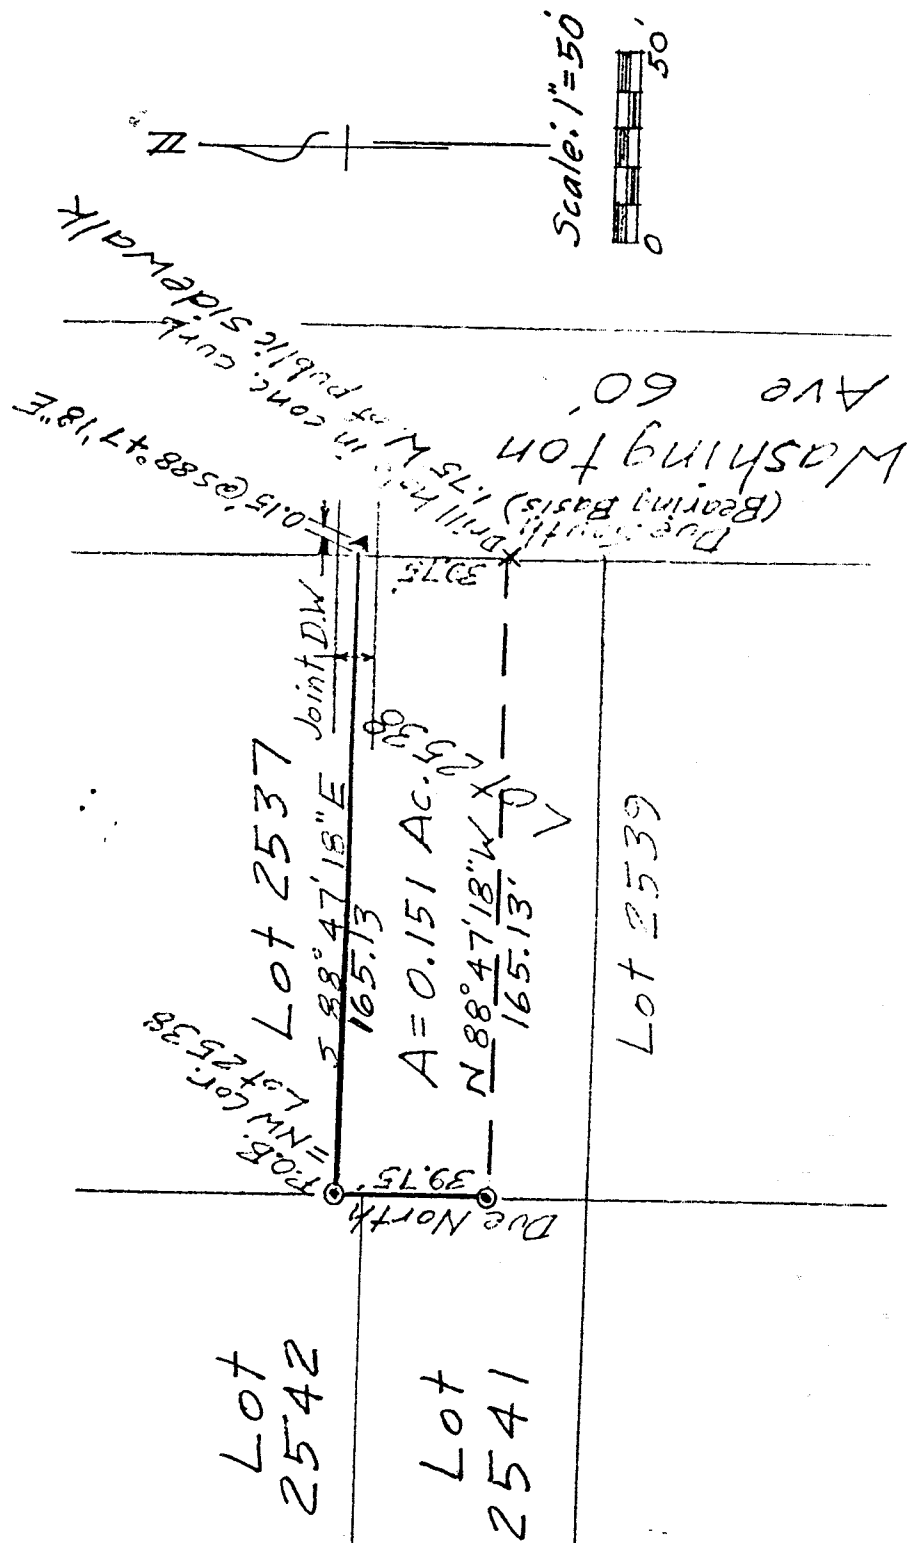 N
Scale: 1"=50'
0
50'
Drill hole in conc. curb
1.75 W. of public sidewalk
0.15' @ S88°47'18"E
Washington
Ave 60'
Due South
(Bearing Basis)
39.75'
Joint D.W.
Lot 2537
S 88°47'18"E
165.13
A=0.151 Ac.
2538
N 88°47'18"W
165.13'
Lot 2539
P.O.B.
=NW Cor.
Lot 2538
39.75'
Due North
Lot
2542
Lot
2541